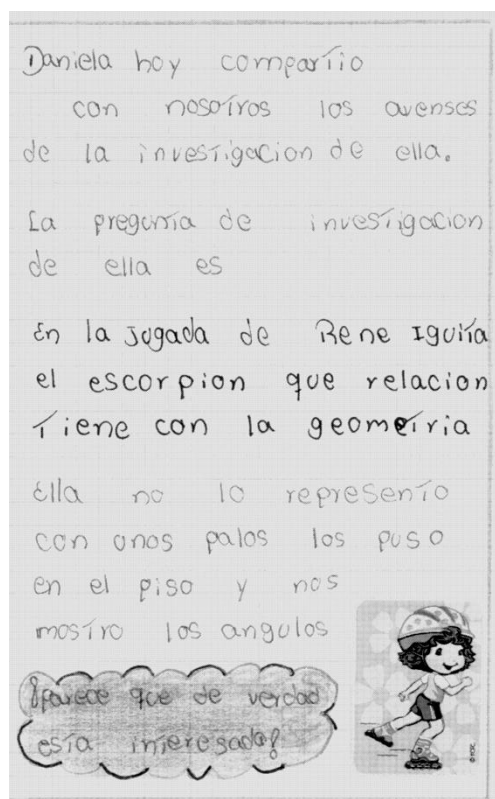 Daniela hoy compartio
con nosotros los avenses
de la investigacion de ella.
La pregunta de investigacion
de ella es
En la Jugada de Rene Iguita
el escorpion que relacion
Tiene con la geometria
Ella no lo represento
con unos palos los puso
en el piso y nos
mostro los angulos
¡parece que de verdad
esta interesada!